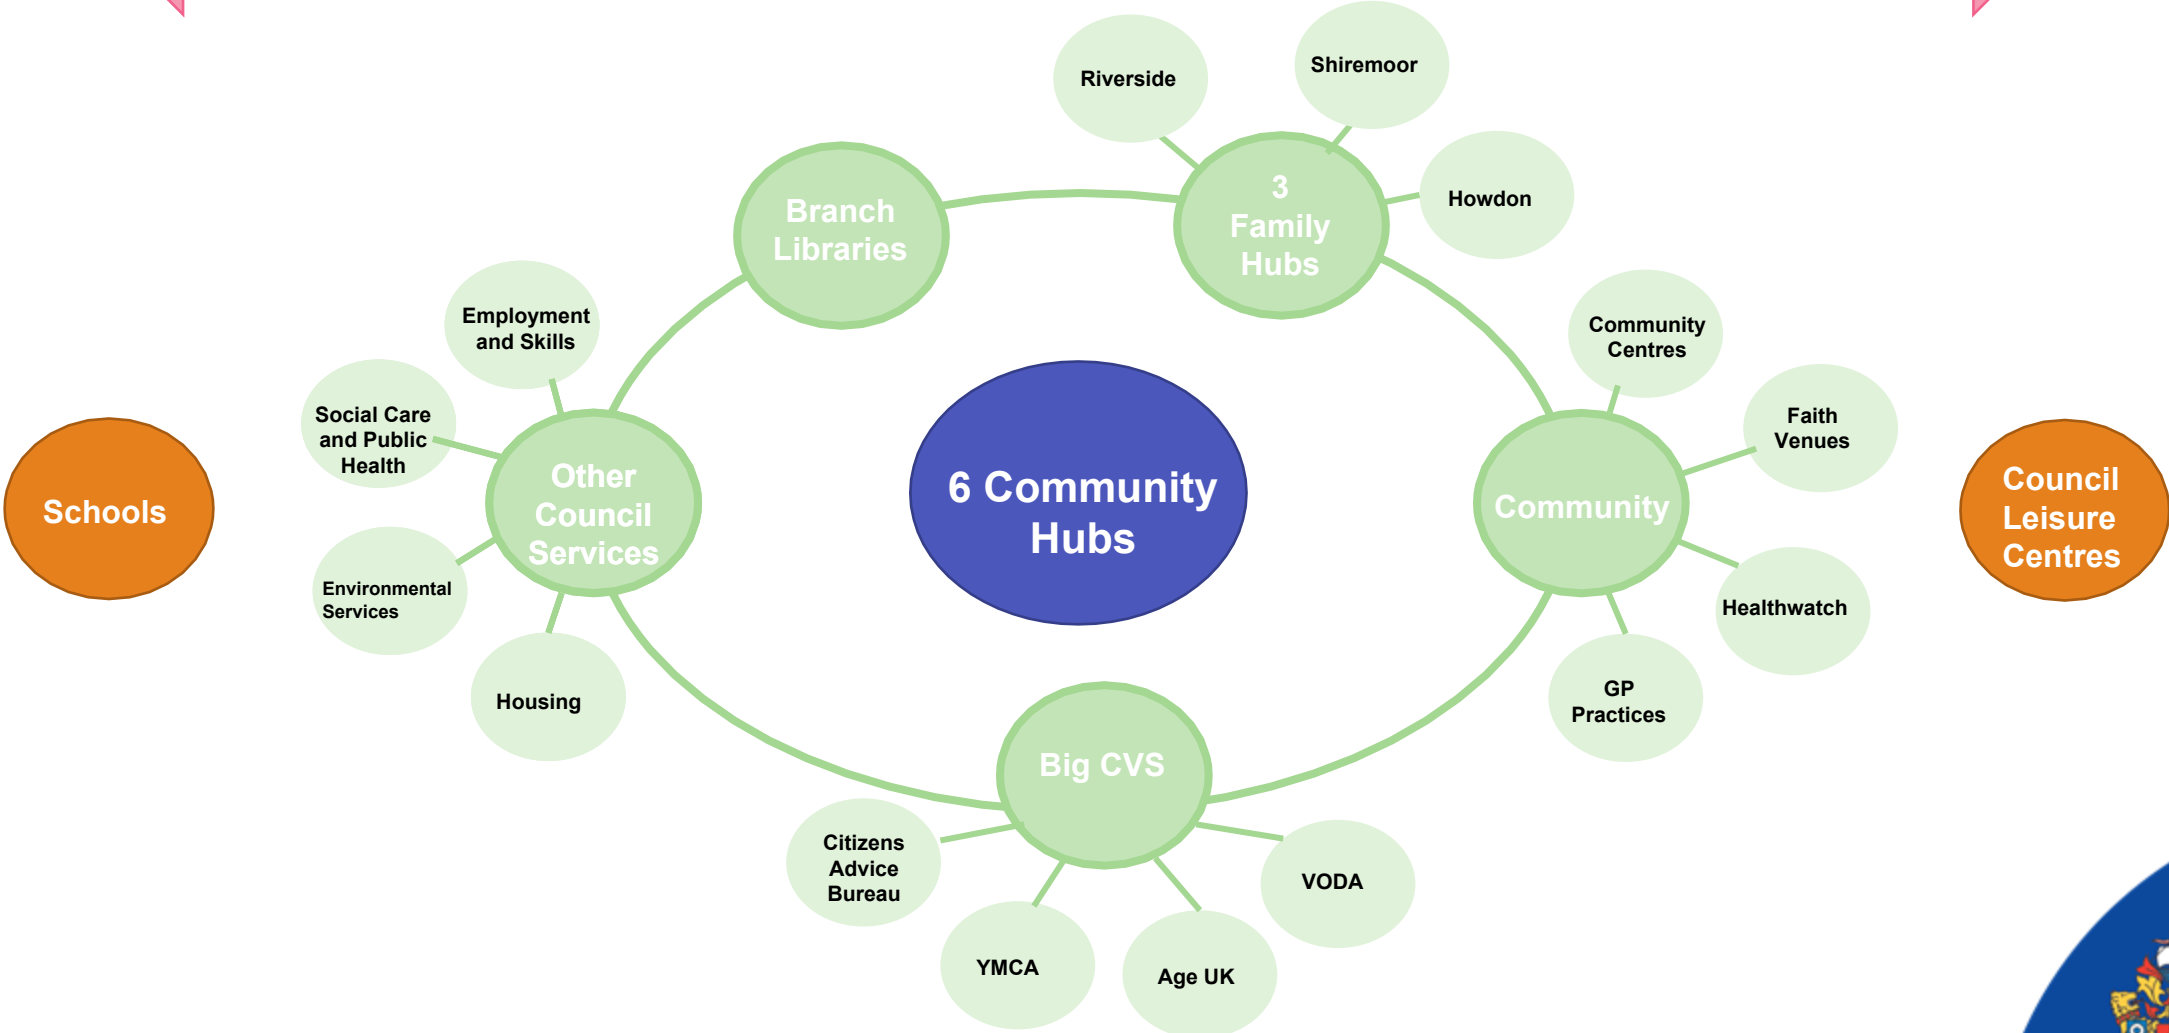 Riverside
Shiremoor
Howdon
3
Family
Hubs
Branch
Libraries
Employment
and Skills
Social Care
and Public
Health
Other
Council
Services
Environmental
Services
Housing
Schools
6 Community
Hubs
Community
Centres
Faith
Venues
Community
Healthwatch
GP
Practices
Council
Leisure
Centres
Big CVS
Citizens
Advice
Bureau
YMCA
Age UK
VODA